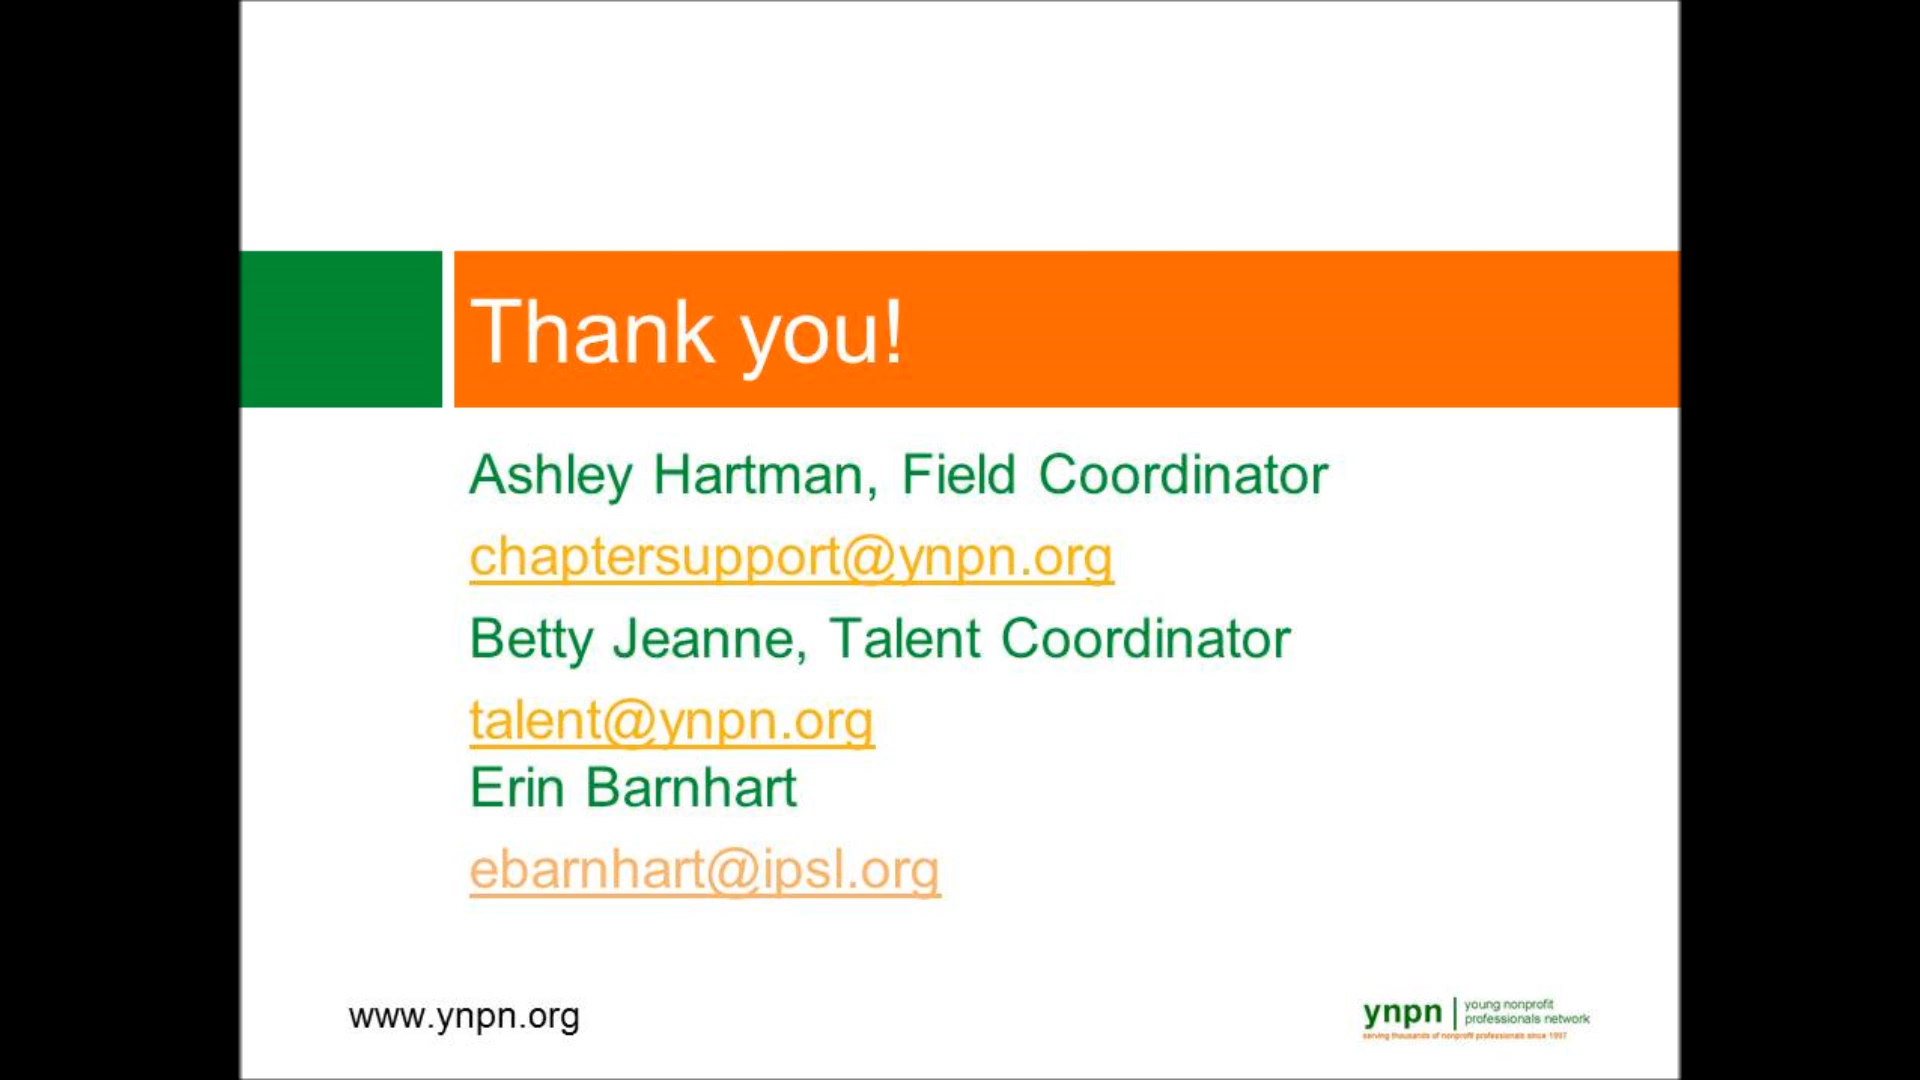 Thank you!
Ashley Hartman, Field Coordinator
chaptersupport@ynpn.org
Betty Jeanne, Talent Coordinator
talent@ynpn.org
Erin Barnhart
ebarnhart@ipsl.org
www.ynpn.org
ynpn
young nonprofit
professionals network
serving thousands of nonprofit professionals since 1997